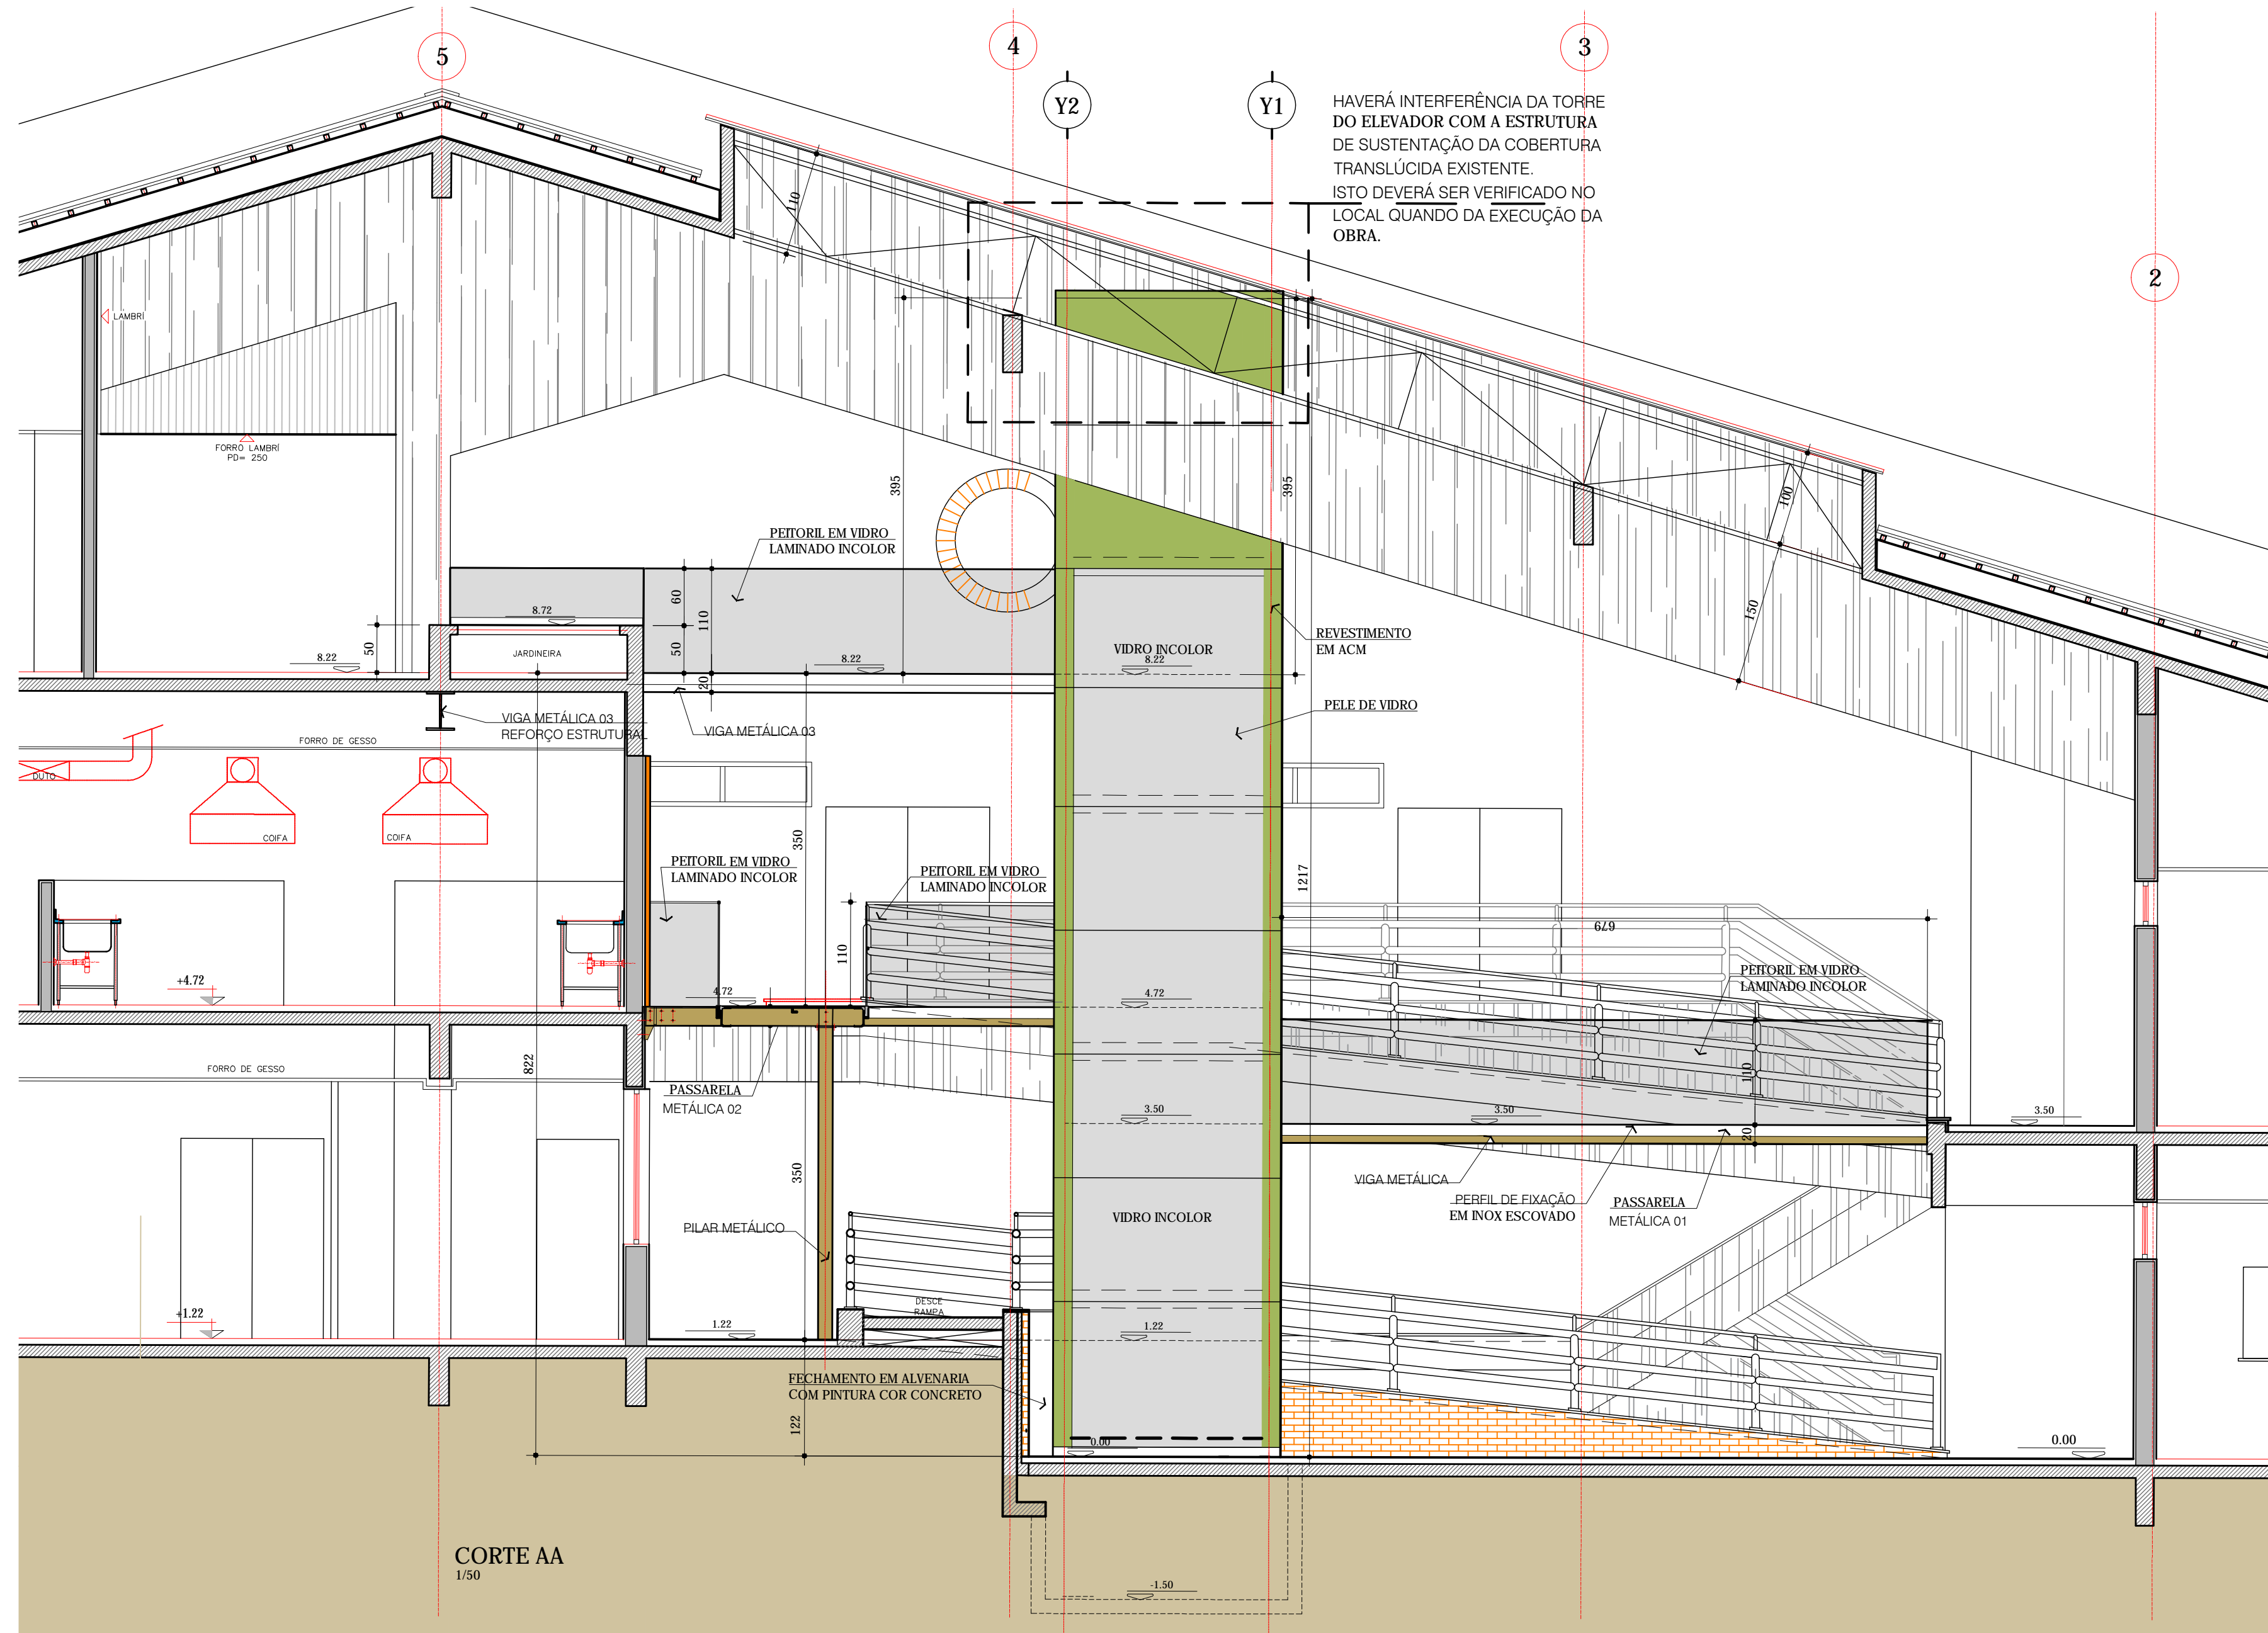 5
4
3
2
Y2
Y1
HAVERÁ INTERFERÊNCIA DA TORRE
DO ELEVADOR COM A ESTRUTURA
DE SUSTENTAÇÃO DA COBERTURA
TRANSLÚCIDA EXISTENTE.
ISTO DEVERÁ SER VERIFICADO NO
LOCAL QUANDO DA EXECUÇÃO DA
OBRA.
110
LAMBRÍ
FORRO LAMBRÍ
PD= 250
395
395
100
150
PEITORIL EM VIDRO
LAMINADO INCOLOR
8.72
60
110
50
50
20
JARDINEIRA
8.22
8.22
VIDRO INCOLOR
8.22
REVESTIMENTO
EM ACM
PELE DE VIDRO
VIGA METÁLICA 03
REFORÇO ESTRUTURAL
VIGA METÁLICA 03
FORRO DE GESSO
DUTO
COIFA
COIFA
350
PEITORIL EM VIDRO
LAMINADO INCOLOR
PEITORIL EM VIDRO
LAMINADO INCOLOR
1217
679
110
PEITORIL EM VIDRO
LAMINADO INCOLOR
+4.72
4.72
4.72
822
FORRO DE GESSO
PASSARELA
METÁLICA 02
110
3.50
3.50
3.50
20
350
VIGA METÁLICA
PERFIL DE FIXAÇÃO
EM INOX ESCOVADO
PASSARELA
METÁLICA 01
PILAR METÁLICO
VIDRO INCOLOR
DESCE
RAMPA
+1.22
1.22
1.22
FECHAMENTO EM ALVENARIA
COM PINTURA COR CONCRETO
122
0.00
0.00
CORTE AA
1/50
-1.50